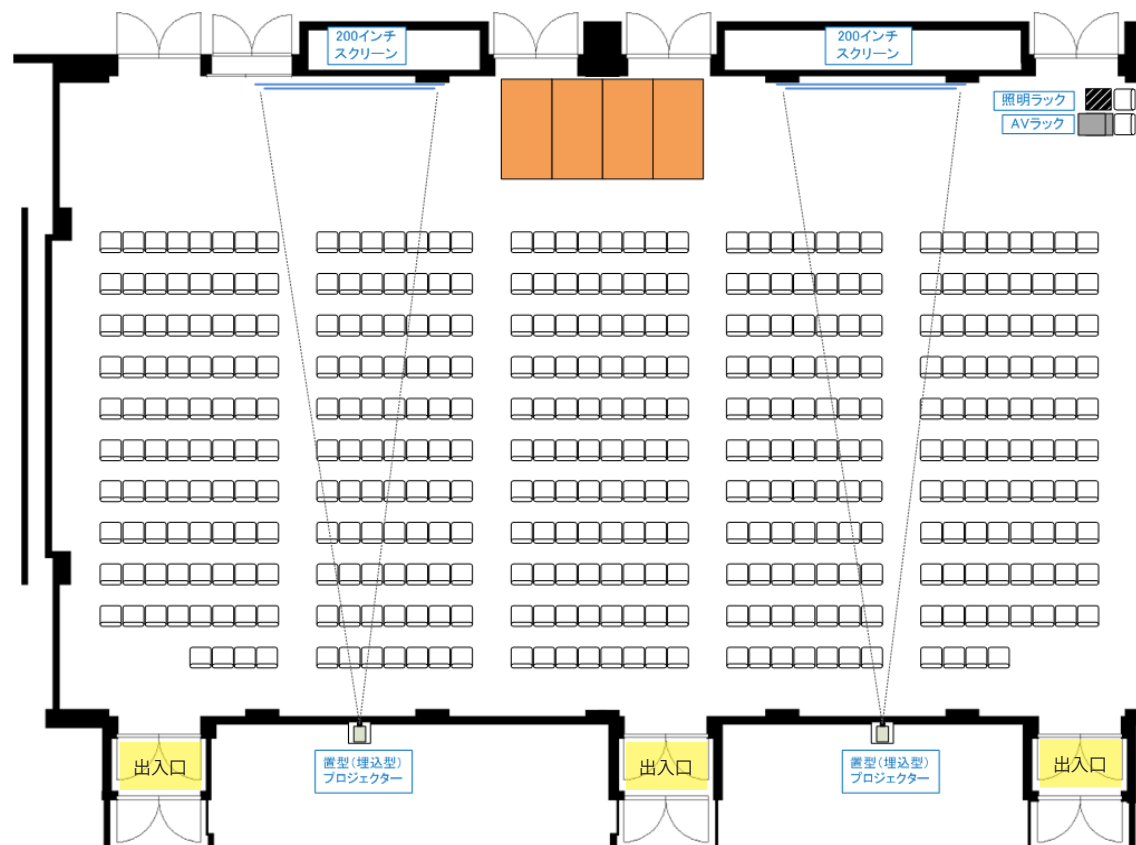 200インチ
スクリーン
200インチ
スクリーン
照明ラック
AVラック
置型(埋込型)
プロジェクター
置型(埋込型)
プロジェクター
出入口
出入口
出入口